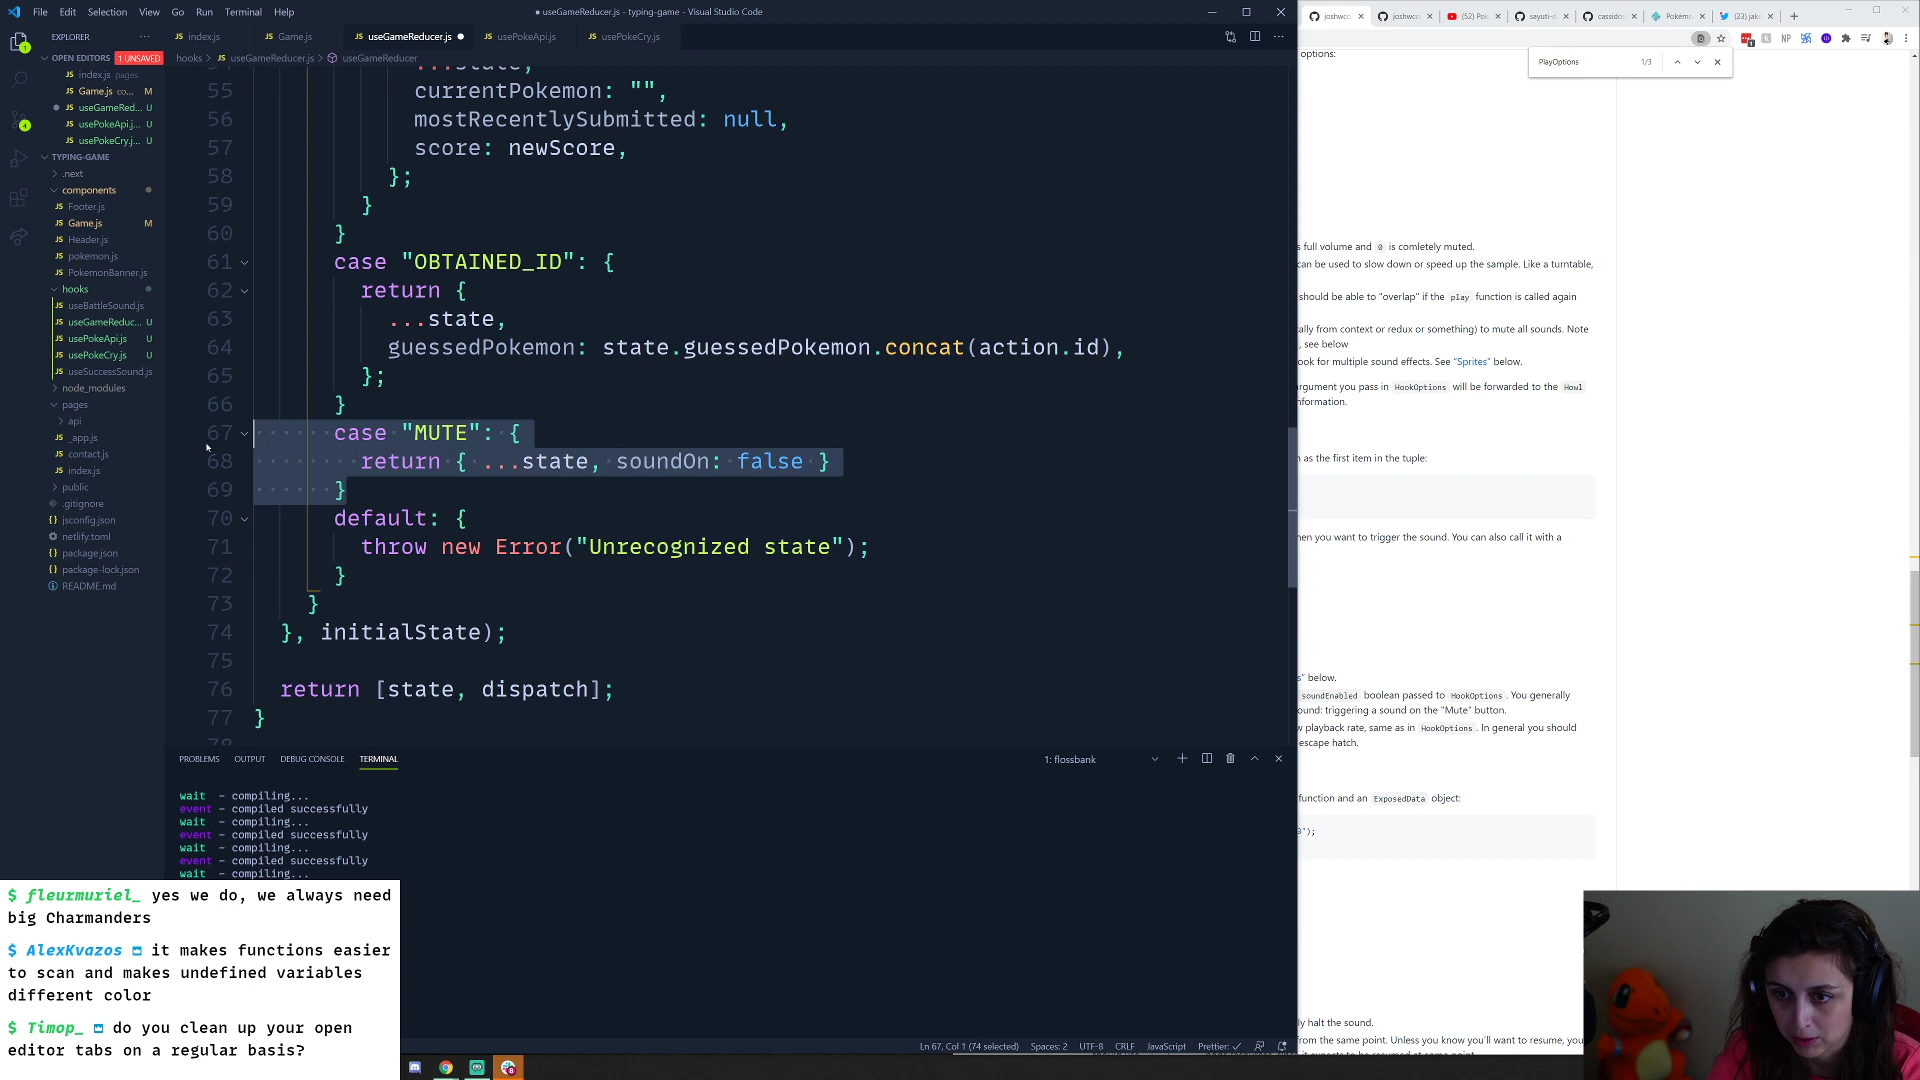 File Edit Selection View Go Run Terminal Help
● useGameReducer.js - typing-game - Visual Studio Code
EXPLORER
OPEN EDITORS 1 UNSAVED
index.js pages
Game.js co... M
useGameRed... U
usePokeApi.j... U
usePokeCry.j... U
TYPING-GAME
.next
components
Footer.js
Game.js M
Header.js
pokemon.js
PokemonBanner.js
hooks
useBattleSound.js
useGameReduc... U
usePokeApi.js U
usePokeCry.js U
useSuccessSound.js
node_modules
pages
api
_app.js
contact.js
index.js
public
.gitignore
jsconfig.json
netlify.toml
package.json
package-lock.json
README.md
index.js Game.js useGameReducer.js ● usePokeApi.js usePokeCry.js
hooks > JS useGameReducer.js > useGameReducer
...state,
55 currentPokemon: "",
56 mostRecentlySubmitted: null,
57 score: newScore,
58 };
59 }
60 }
61 case "OBTAINED_ID": {
62 return {
63 ...state,
64 guessedPokemon: state.guessedPokemon.concat(action.id),
65 };
66 }
67 case "MUTE": {
68 return { ...state, soundOn: false }
69 }
70 default: {
71 throw new Error("Unrecognized state");
72 }
73 }
74 }, initialState);
75
76 return [state, dispatch];
77 }
78
PROBLEMS OUTPUT DEBUG CONSOLE TERMINAL
1: flossbank
wait - compiling...
event - compiled successfully
wait - compiling...
event - compiled successfully
wait - compiling...
event - compiled successfully
wait - compiling...
Ln 67, Col 1 (74 selected) Spaces: 2 UTF-8 CRLF JavaScript Prettier: ✓
$ fleurmuriel_ yes we do, we always need
big Charmanders
$ AlexKvazos it makes functions easier
to scan and makes undefined variables
different color
$ Timop_ do you clean up your open
editor tabs on a regular basis?
joshwco joshwco (52) Pok sayuti-d cassidoo Pokémo (23) jake
PlayOptions 1/3
options:
s full volume and 0 is comletely muted.
can be used to slow down or speed up the sample. Like a turntable,
should be able to "overlap" if the play function is called again
ally from context or redux or something) to mute all sounds. Note
, see below
ook for multiple sound effects. See "Sprites" below.
argument you pass in HookOptions will be forwarded to the Howl
nformation.
n as the first item in the tuple:
hen you want to trigger the sound. You can also call it with a
s" below.
soundEnabled boolean passed to HookOptions. You generally
ound: triggering a sound on the "Mute" button.
w playback rate, same as in HookOptions. In general you should
escape hatch.
function and an ExposedData object:
3');
ly halt the sound.
from the same point. Unless you know you'll want to resume, you